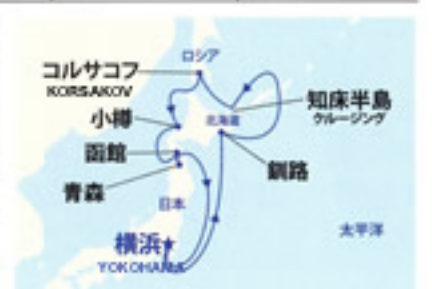 ロシア
コルサコフ
KORSAKOV
知床半島
クルージング
小樽
北海道
函館
釧路
青森
日本
太平洋
横浜
YOKOHAMA